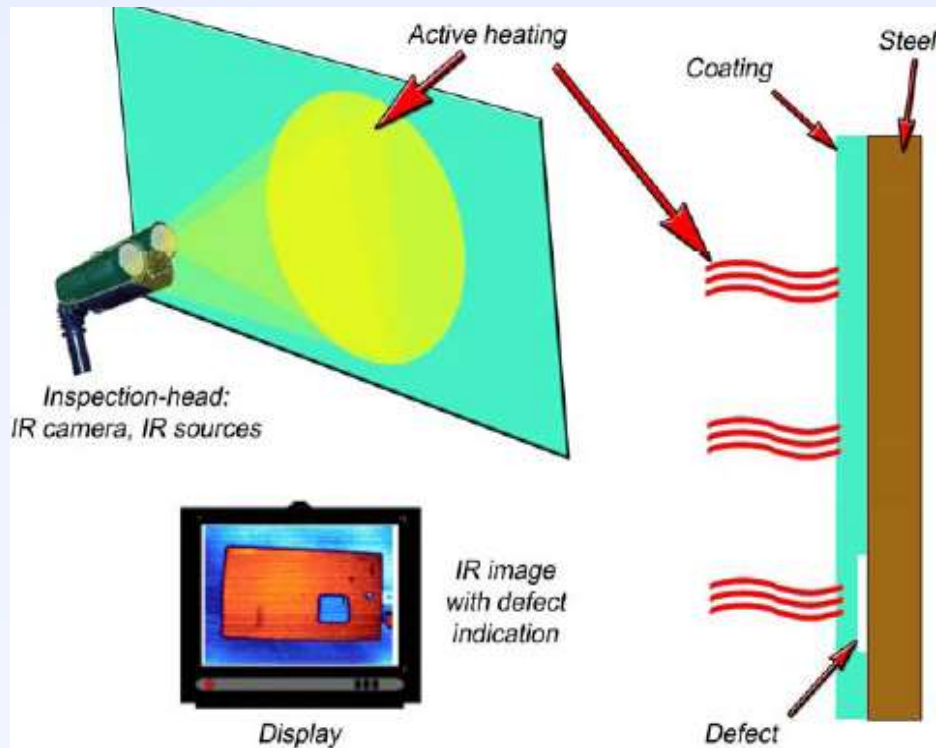 Active heating
Steel
Coating
Inspection-head:
IR camera, IR sources
IR image
with defect
indication
Display
Defect